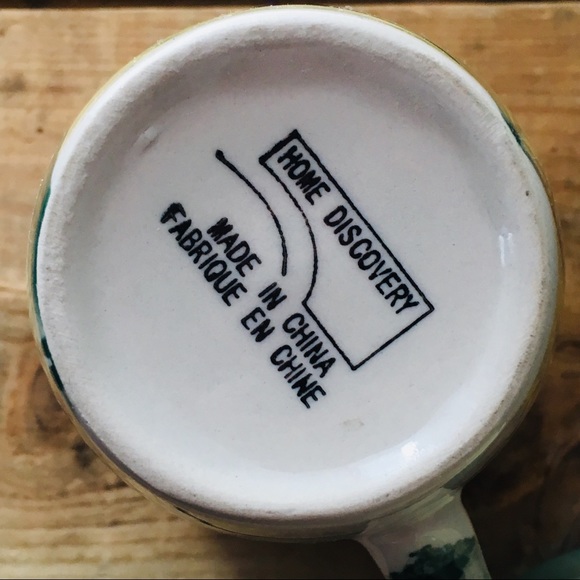 HOME DISCOVERY
MADE IN CHINA
FABRIQUE EN CHINE